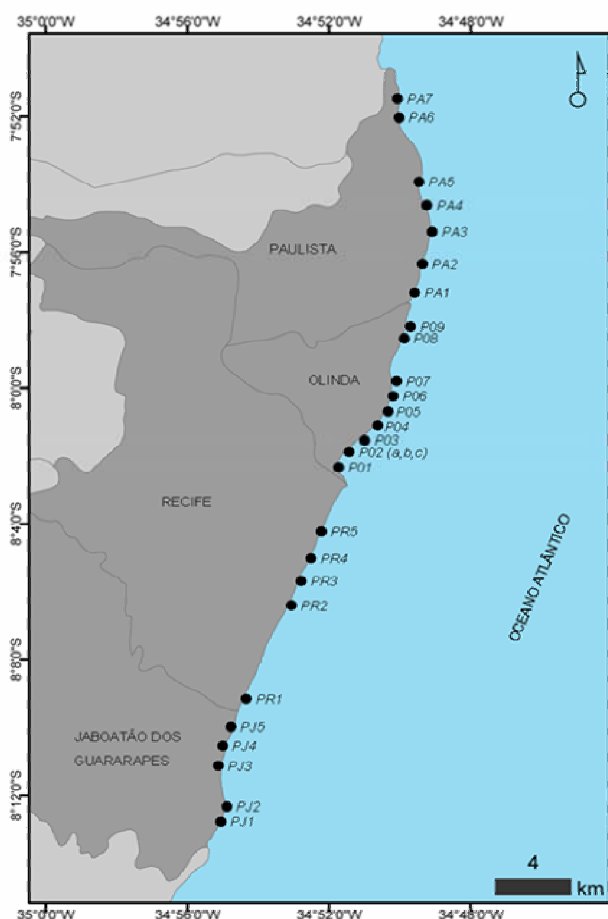 35°0'0"O 34°56'0"O 34°52'0"O 34°48'0"O
PA7
7°52'0"S
PA6
PA5
PA4
PA3
PAULISTA
7°56'0"S
PA2
PA1
P09
P08
OLINDA
P07
8°0'0"S
P06
P05
P04
P03
P02 (a,b,c)
P01
RECIFE
8°4'0"S
PR5
OCEANO ATLÂNTICO
PR4
PR3
PR2
8°8'0"S
PR1
PJ5
JABOATÃO DOS
GUARARAPES
PJ4
PJ3
8°12'0"S
PJ2
PJ1
4
km
35°0'0"O 34°56'0"O 34°52'0"O 34°48'0"O